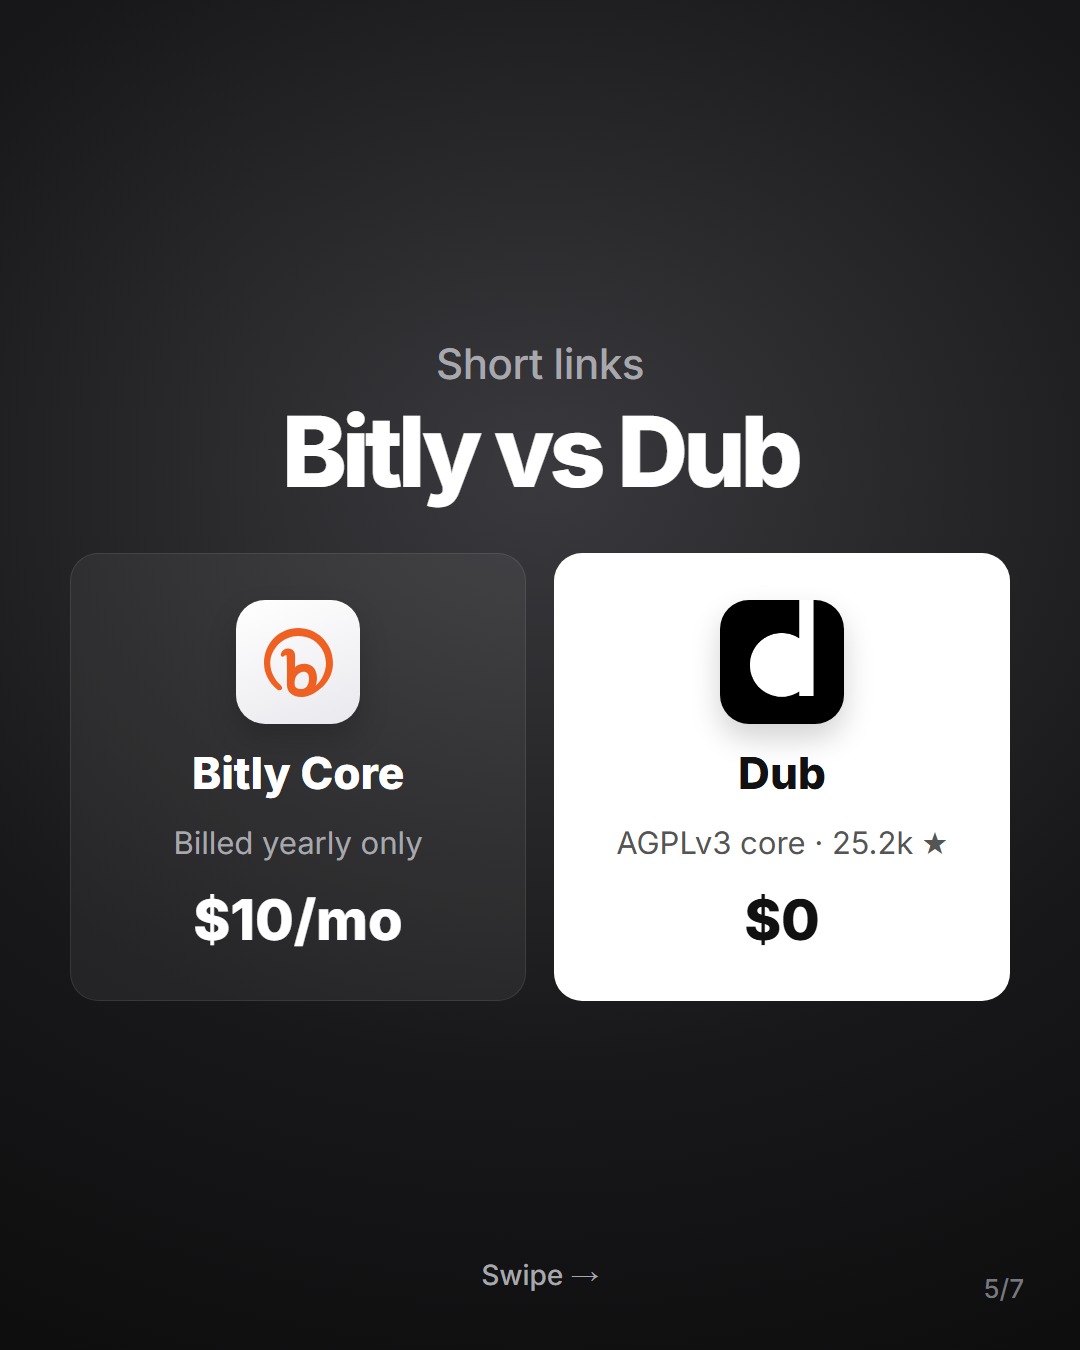 Short links
Bitly vs Dub
Bitly Core
Billed yearly only
$10/mo
Dub
AGPLv3 core · 25.2k ★
$0
Swipe →
5/7